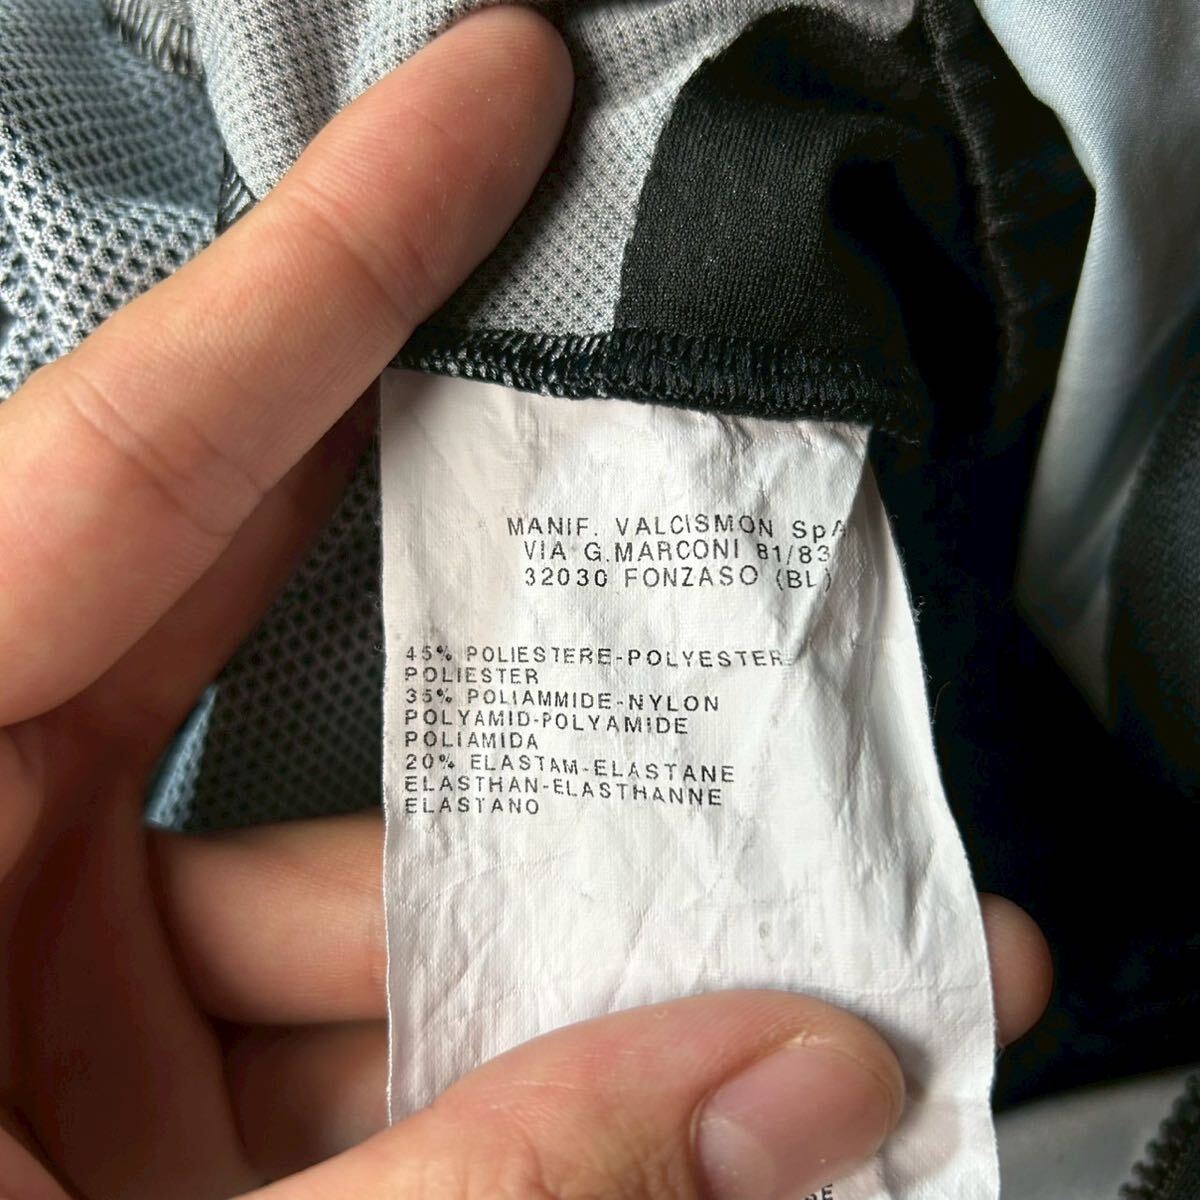 MANIF. VALCISMON SpA
VIA G.MARCONI 81/83
32030 FONZASO (BL)
45% POLIESTERE-POLYESTER
POLIESTER
35% POLIAMMIDE-NYLON
POLYAMID-POLYAMIDE
POLIAMIDA
20% ELASTAM-ELASTANE
ELASTHAN-ELASTHANNE
ELASTANO